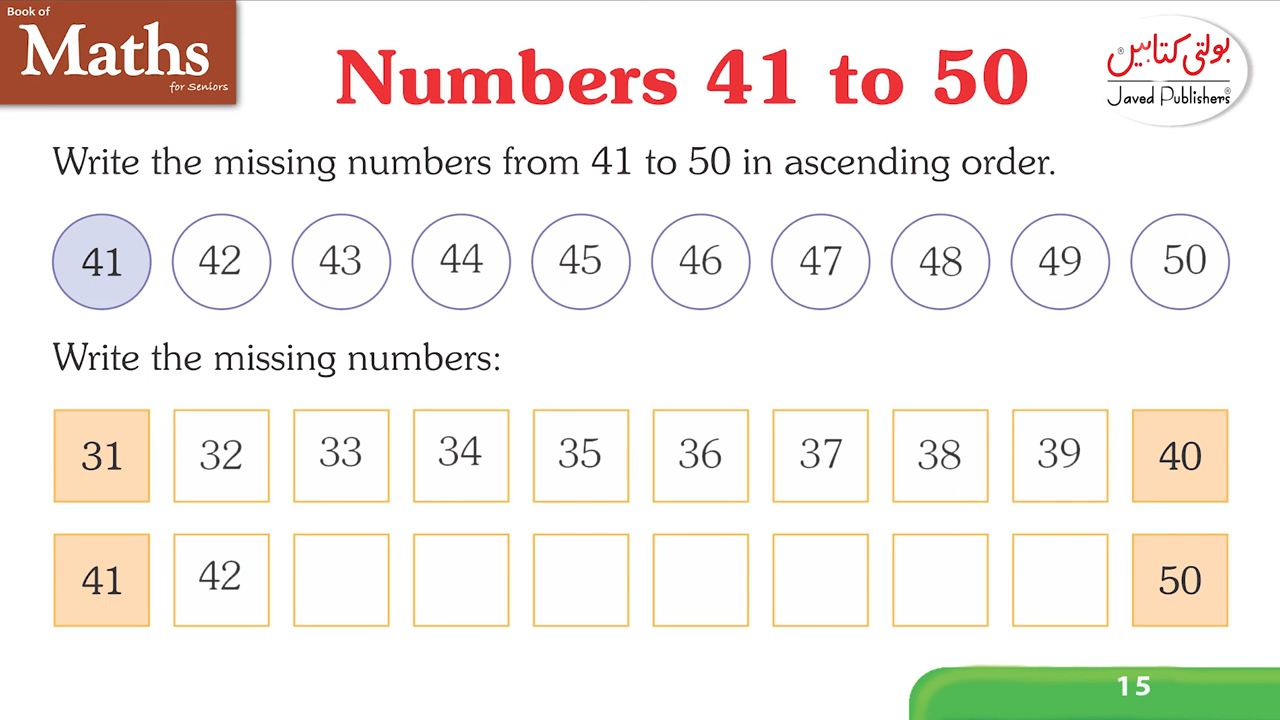 Book of
Maths
for Seniors
Numbers 41 to 50
بولتی کتابیں®
Javed Publishers®
Write the missing numbers from 41 to 50 in ascending order.
41 42 43 44 45 46 47 48 49 50
Write the missing numbers:
31 32 33 34 35 36 37 38 39 40
41 42 50
15